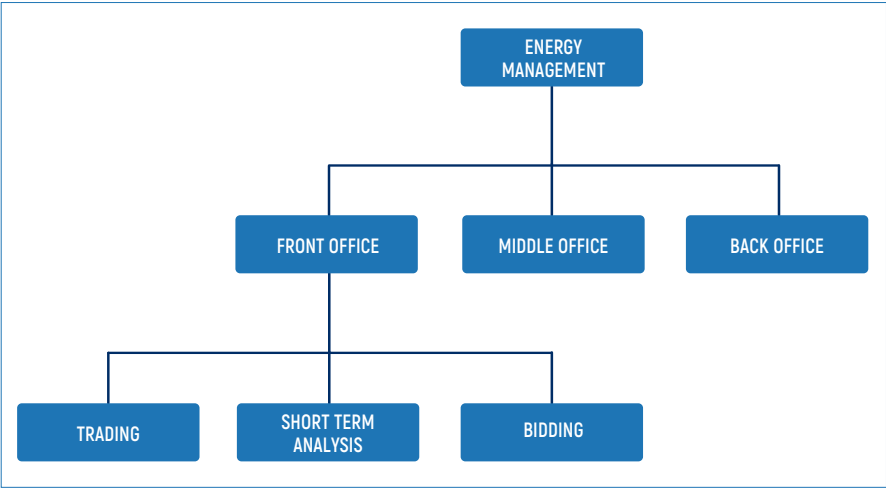 ENERGY
MANAGEMENT
FRONT OFFICE
MIDDLE OFFICE
BACK OFFICE
TRADING
SHORT TERM
ANALYSIS
BIDDING